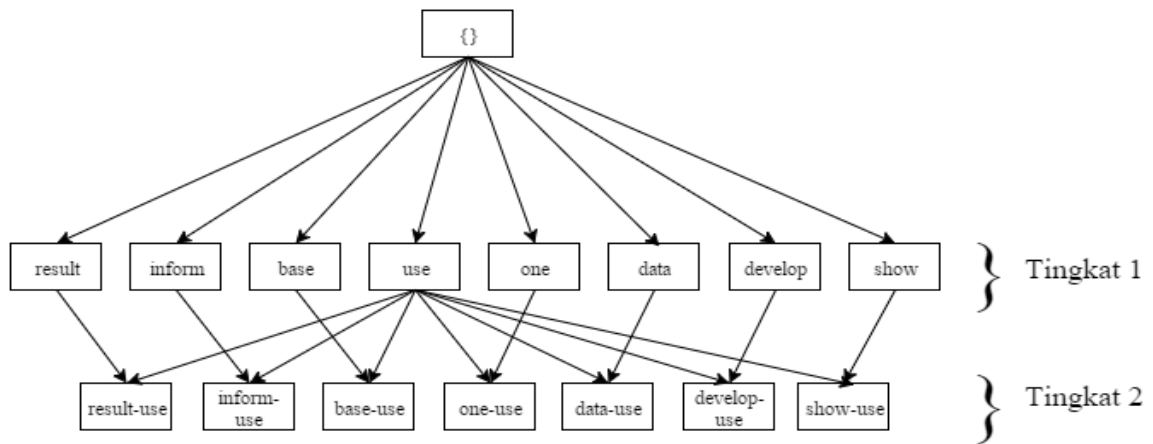 {}
result
inform
base
use
one
data
develop
show
Tingkat 1
result-use
inform-
use
base-use
one-use
data-use
develop-
use
show-use
Tingkat 2